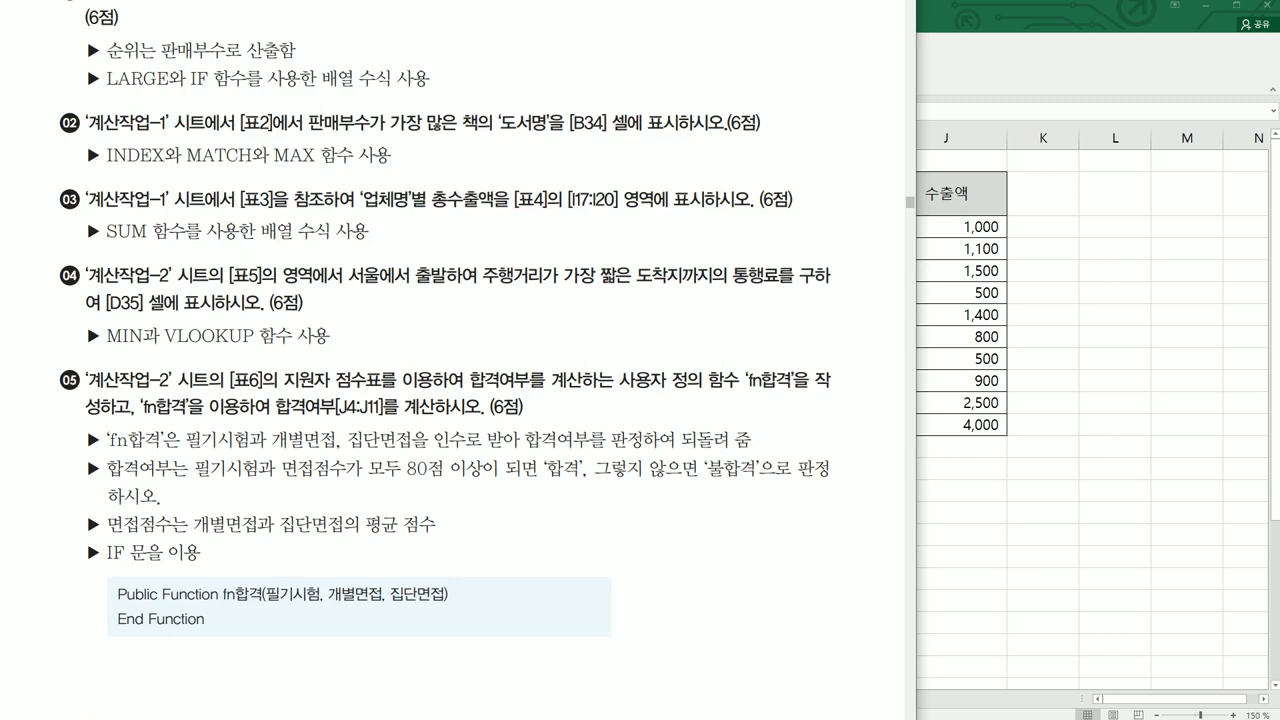 (6점)
▶ 순위는 판매부수로 산출함
▶ LARGE와 IF 함수를 사용한 배열 수식 사용
02 ‘계산작업-1’ 시트에서 [표2]에서 판매부수가 가장 많은 책의 ‘도서명’을 [B34] 셀에 표시하시오.(6점)
▶ INDEX와 MATCH와 MAX 함수 사용
03 ‘계산작업-1’ 시트에서 [표3]을 참조하여 ‘업체명’별 총수출액을 [표4]의 [I17:I20] 영역에 표시하시오. (6점)
▶ SUM 함수를 사용한 배열 수식 사용
04 ‘계산작업-2’ 시트의 [표5]의 영역에서 서울에서 출발하여 주행거리가 가장 짧은 도착지까지의 통행료를 구하
여 [D35] 셀에 표시하시오. (6점)
▶ MIN과 VLOOKUP 함수 사용
05 ‘계산작업-2’ 시트의 [표6]의 지원자 점수표를 이용하여 합격여부를 계산하는 사용자 정의 함수 ‘fn합격’을 작
성하고, ‘fn합격’을 이용하여 합격여부[J4:J11]를 계산하시오. (6점)
▶ ‘fn합격’은 필기시험과 개별면접, 집단면접을 인수로 받아 합격여부를 판정하여 되돌려 줌
▶ 합격여부는 필기시험과 면접점수가 모두 80점 이상이 되면 ‘합격’, 그렇지 않으면 ‘불합격’으로 판정
하시오.
▶ 면접점수는 개별면접과 집단면접의 평균 점수
▶ IF 문을 이용
Public Function fn합격(필기시험, 개별면접, 집단면접)
End Function
공유
J K L M N
수출액
1,000
1,100
1,500
500
1,400
800
500
900
2,500
4,000
150 %